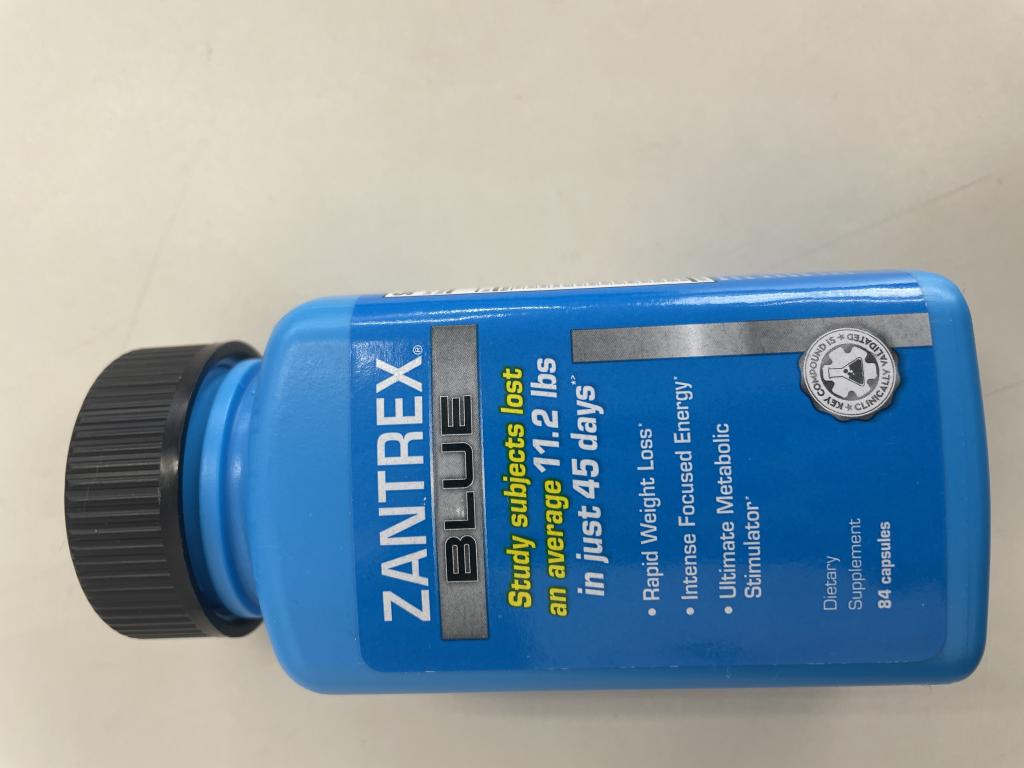 ZANTREX®
BLUE
Study subjects lost
an average 11.2 lbs
in just 45 days*˒
• Rapid Weight Loss*
• Intense Focused Energy*
• Ultimate Metabolic
Stimulator*
KEY COMPOUND IS
CLINICALLY VALIDATED
Dietary
Supplement
84 capsules